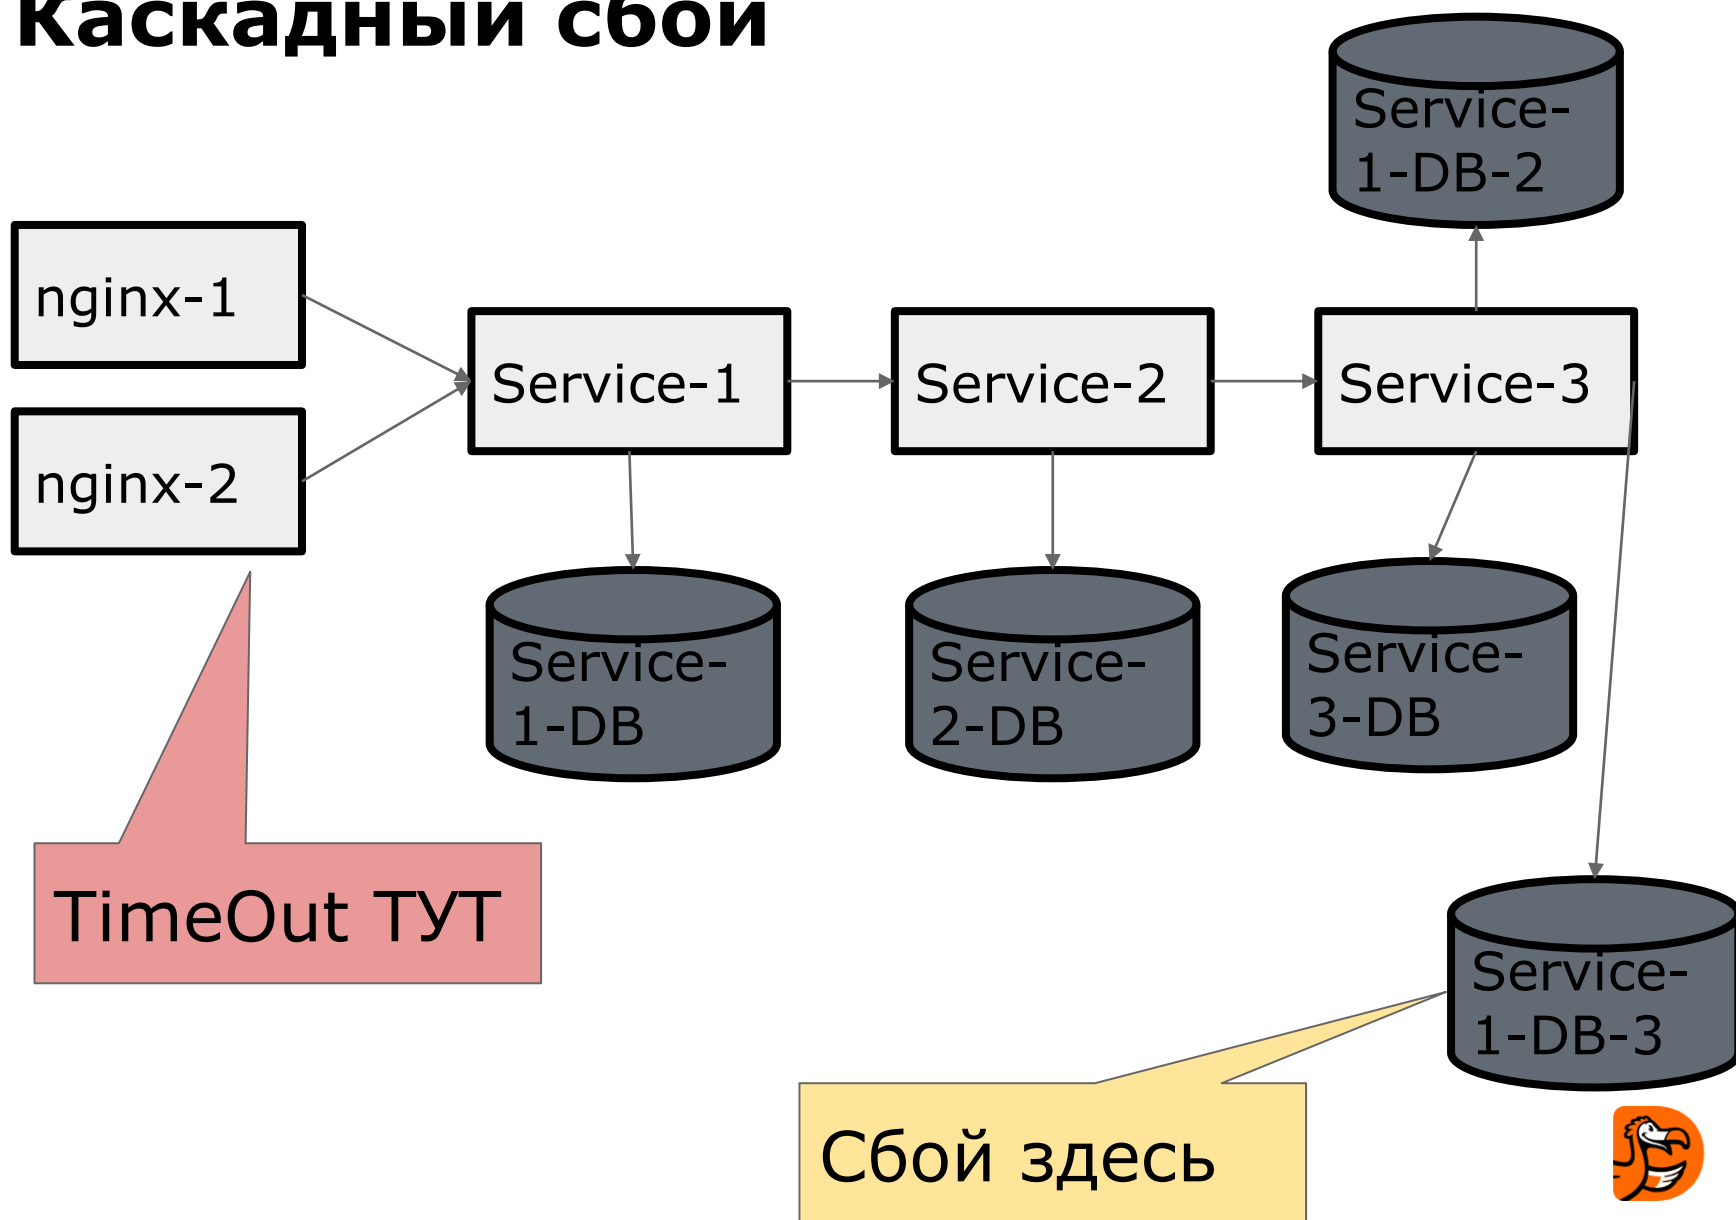 Каскадный сбой
Service-
1-DB-2
nginx-1
nginx-2
Service-1
Service-2
Service-3
Service-
1-DB
Service-
2-DB
Service-
3-DB
TimeOut ТУТ
Service-
1-DB-3
Сбой здесь